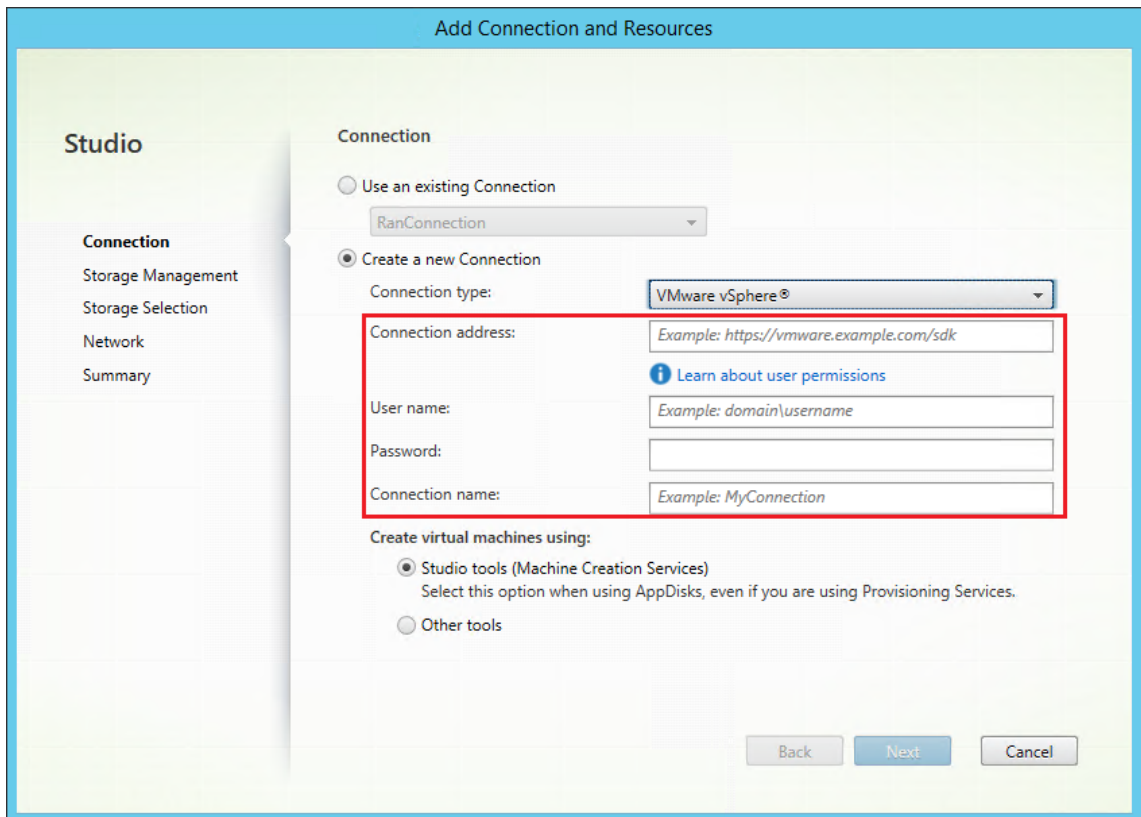 Add Connection and Resources
Studio
Connection
Storage Management
Storage Selection
Network
Summary
Connection
Use an existing Connection
RanConnection
Create a new Connection
Connection type: VMware vSphere®
Connection address: Example: https://vmware.example.com/sdk
Learn about user permissions
User name: Example: domain\username
Password:
Connection name: Example: MyConnection
Create virtual machines using:
Studio tools (Machine Creation Services)
Select this option when using AppDisks, even if you are using Provisioning Services.
Other tools
Back Next Cancel